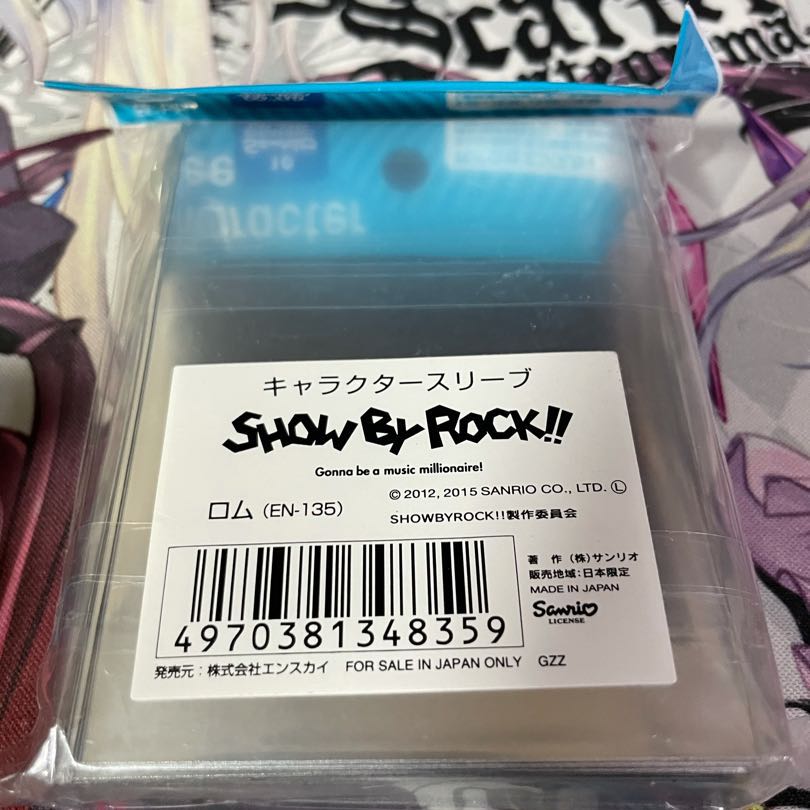 キャラクタースリーブ
SHOW BY ROCK!!
Gonna be a music millionaire!
ロム (EN-135)
© 2012, 2015 SANRIO CO., LTD. Ⓛ
SHOWBYROCK!!製作委員会
4970381348359
著 作 (株)サンリオ
販売地域:日本限定
MADE IN JAPAN
Sanrio
LICENSE
発売元:株式会社エンスカイ FOR SALE IN JAPAN ONLY GZZ